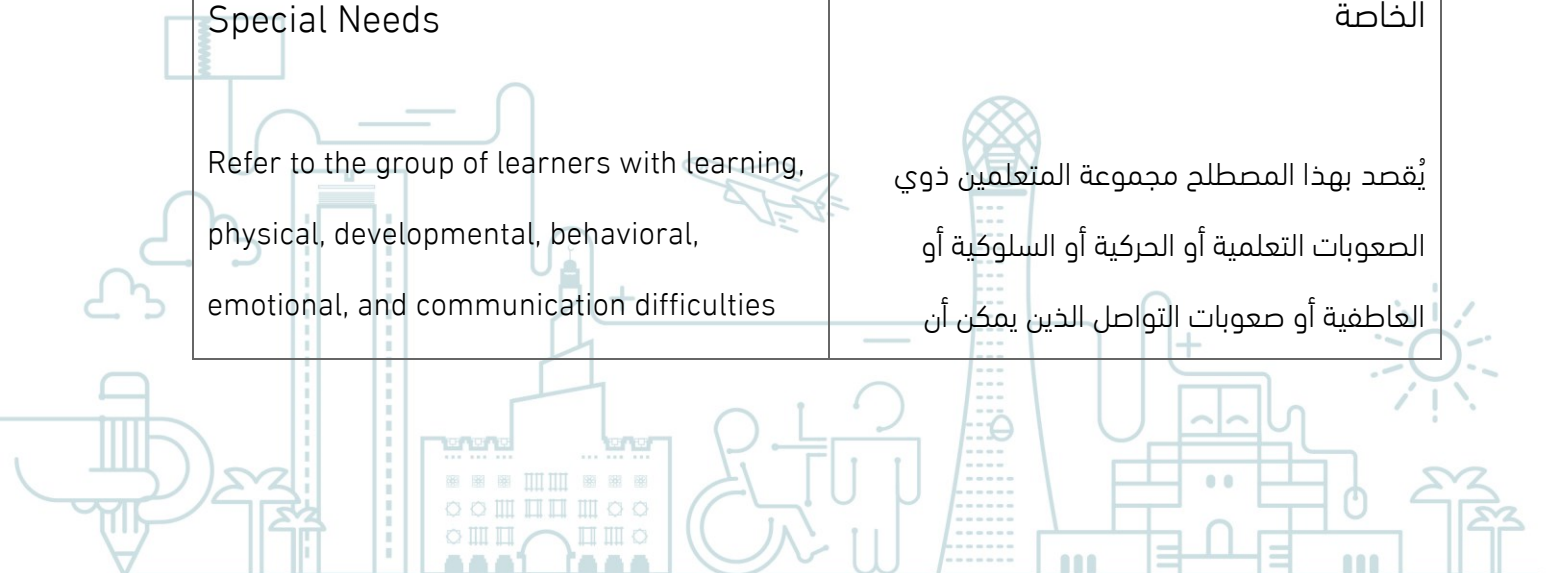 Special Needs
Refer to the group of learners with learning,
physical, developmental, behavioral,
emotional, and communication difficulties
الخاصة
يُقصد بهذا المصطلح مجموعة المتعلمين ذوي
الصعوبات التعلمية أو الحركية أو السلوكية أو
العاطفية أو صعوبات التواصل الذين يمكن أن